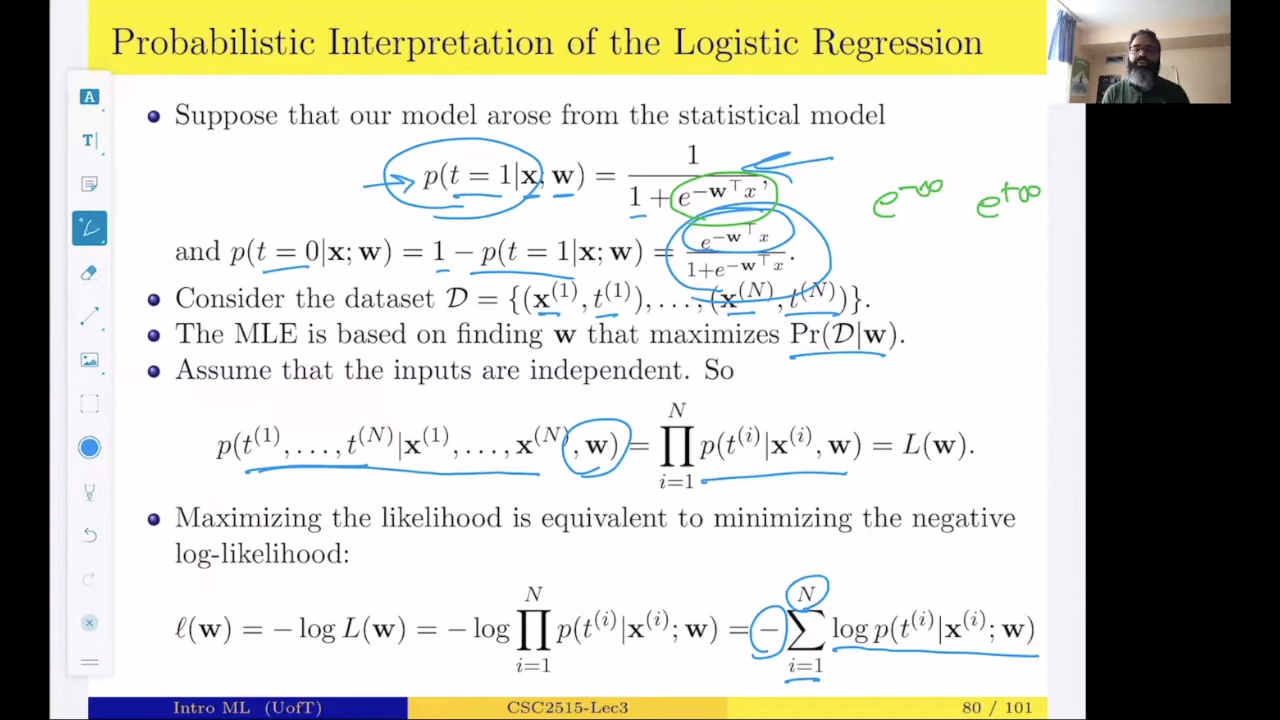 Probabilistic Interpretation of the Logistic Regression
Suppose that our model arose from the statistical model
p(t = 1|x, w) = 1 / (1 + e^{-w^⊤ x}),
e^{-∞} e^{+∞}
and p(t = 0|x; w) = 1 − p(t = 1|x; w) = e^{-w^⊤ x} / (1+e^{-w^⊤ x}).
Consider the dataset D = {(x^{(1)}, t^{(1)}), . . . , (x^{(N)}, t^{(N)})}.
The MLE is based on finding w that maximizes Pr(D|w).
Assume that the inputs are independent. So
p(t^{(1)}, . . . , t^{(N)}|x^{(1)}, . . . , x^{(N)}, w) = ∏_{i=1}^{N} p(t^{(i)}|x^{(i)}, w) = L(w).
Maximizing the likelihood is equivalent to minimizing the negative
log-likelihood:
ℓ(w) = − log L(w) = − log ∏_{i=1}^{N} p(t^{(i)}|x^{(i)}; w) = − ∑_{i=1}^{N} log p(t^{(i)}|x^{(i)}; w)
Intro ML (UofT) CSC2515-Lec3 80 / 101